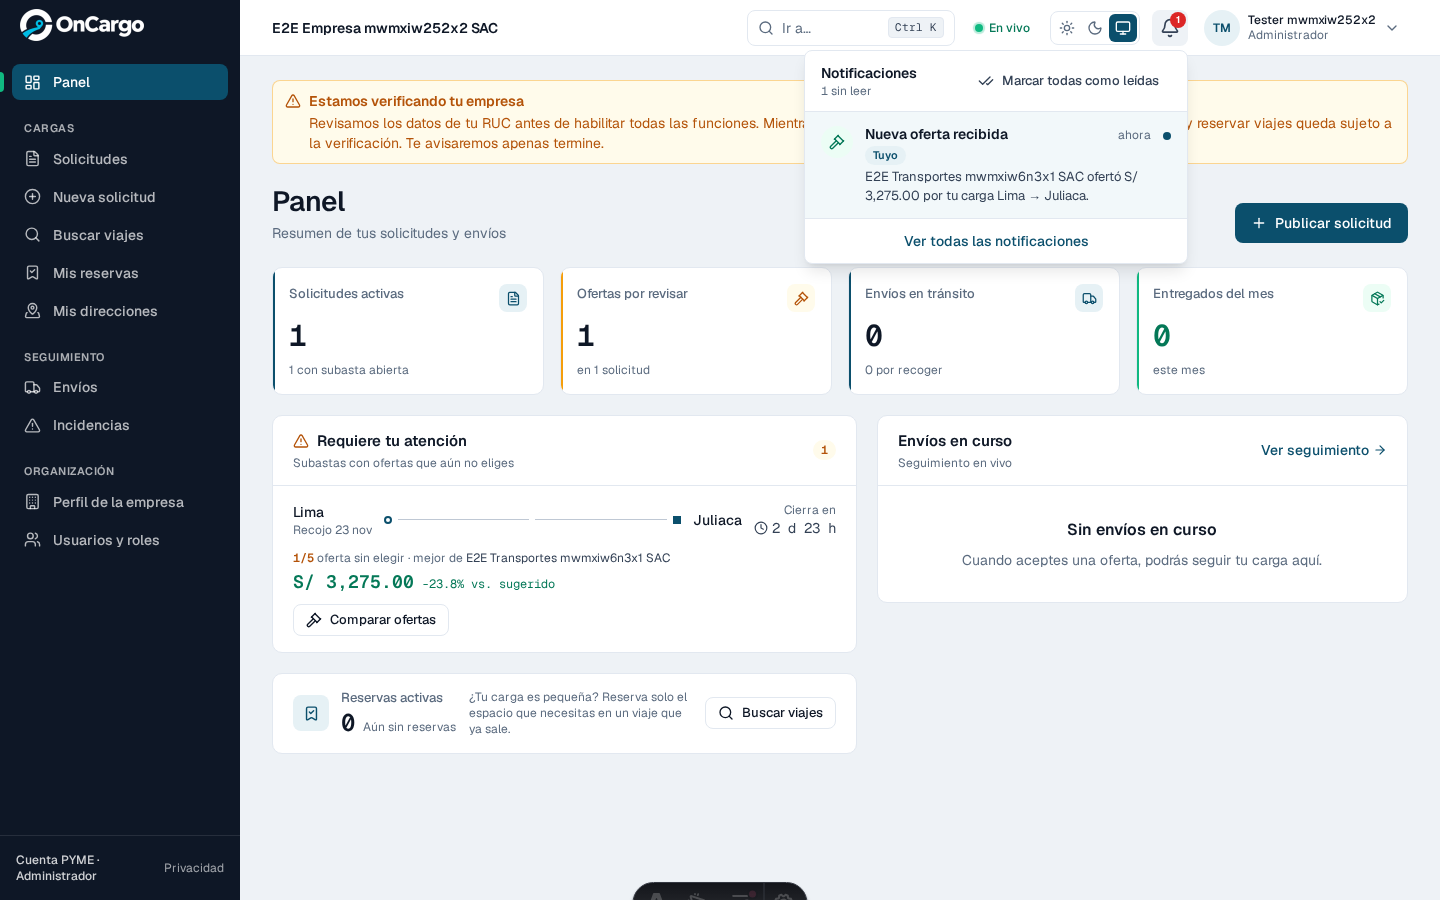 OnCargo
Panel
CARGAS
Solicitudes
Nueva solicitud
Buscar viajes
Mis reservas
Mis direcciones
SEGUIMIENTO
Envíos
Incidencias
ORGANIZACIÓN
Perfil de la empresa
Usuarios y roles
Cuenta PYME ·
Administrador
Privacidad
E2E Empresa mwmxiw252x2 SAC
Ir a...
Ctrl K
En vivo
1
TM
Tester mwmxiw252x2
Administrador
Notificaciones
1 sin leer
Marcar todas como leídas
Nueva oferta recibida
ahora
Tuyo
E2E Transportes mwmxiw6n3x1 SAC ofertó S/
3,275.00 por tu carga Lima → Juliaca.
Ver todas las notificaciones
Estamos verificando tu empresa
Revisamos los datos de tu RUC antes de habilitar todas las funciones. y reservar viajes queda sujeto a
la verificación. Te avisaremos apenas termine.
Panel
Resumen de tus solicitudes y envíos
Publicar solicitud
Solicitudes activas
1
1 con subasta abierta
Ofertas por revisar
1
en 1 solicitud
Envíos en tránsito
0
0 por recoger
Entregados del mes
0
este mes
Requiere tu atención
Subastas con ofertas que aún no eliges
1
Lima
Recojo 23 nov
Juliaca
Cierra en
2 d 23 h
1/5 oferta sin elegir · mejor de E2E Transportes mwmxiw6n3x1 SAC
S/ 3,275.00 -23.8% vs. sugerido
Comparar ofertas
Envíos en curso
Seguimiento en vivo
Ver seguimiento
Sin envíos en curso
Cuando aceptes una oferta, podrás seguir tu carga aquí.
Reservas activas
0 Aún sin reservas
¿Tu carga es pequeña? Reserva solo el
espacio que necesitas en un viaje que
ya sale.
Buscar viajes